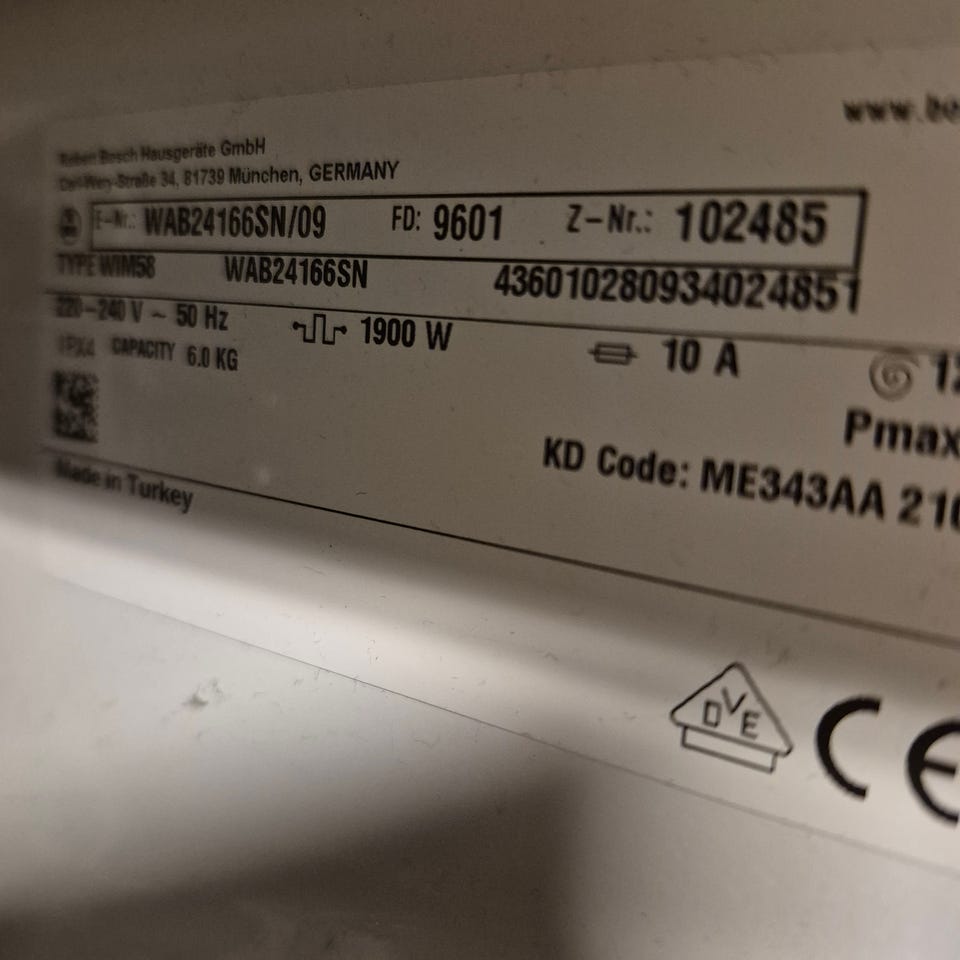 www.bo
Robert Bosch Hausgeräte GmbH
Carl-Wery-Straße 34, 81739 München, GERMANY
E-Nr.: WAB24166SN/09 FD: 9601 Z-Nr.: 102485
TYPE WIM58 WAB24166SN 436010280934024851
220-240 V ~ 50 Hz 1900 W 10 A 12
IPX4 CAPACITY 6.0 KG Pmax
KD Code: ME343AA 210
Made in Turkey
DVE
CE